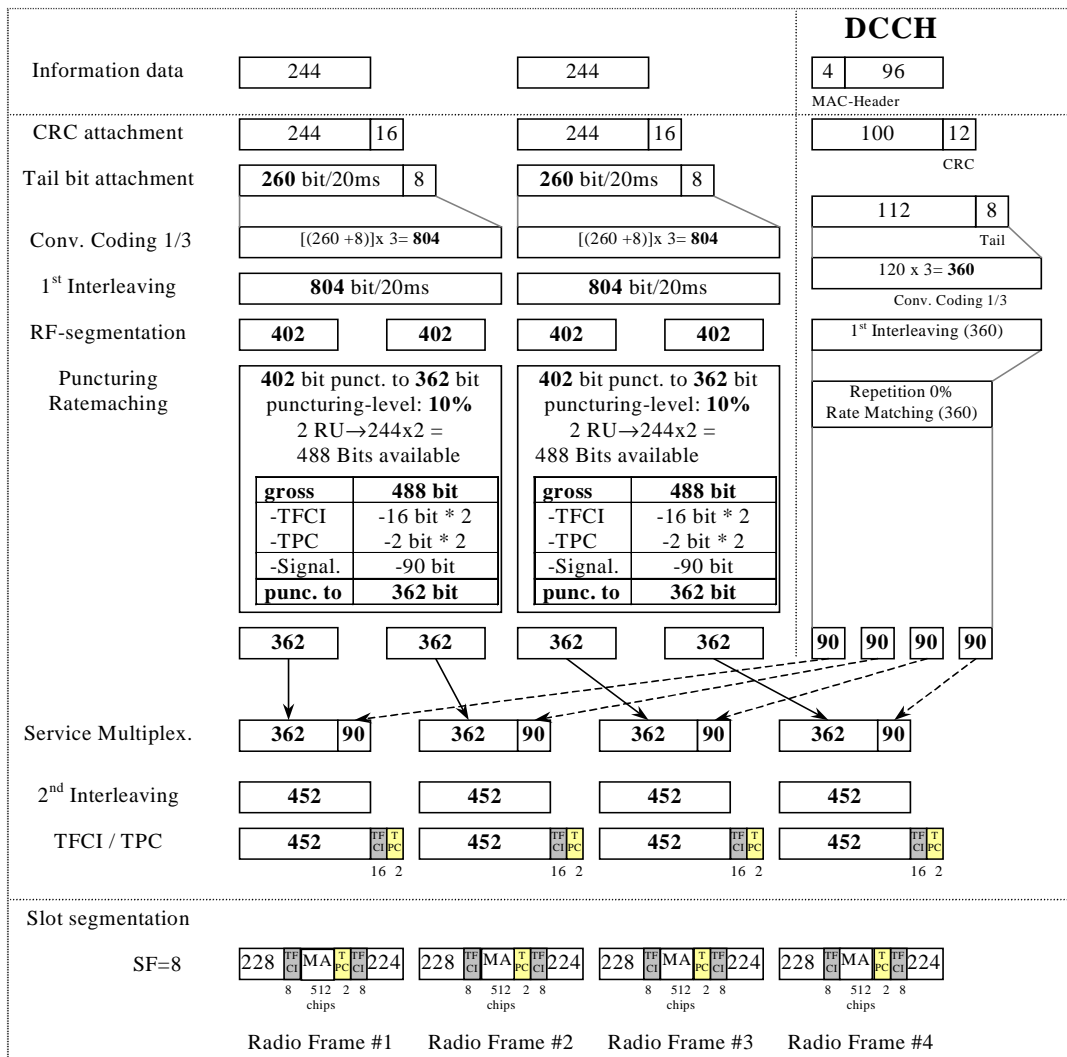 DCCH
Information data
244
244
4
96
MAC-Header
CRC attachment
244
16
244
16
100
12
CRC
Tail bit attachment
260 bit/20ms
8
260 bit/20ms
8
112
8
Tail
Conv. Coding 1/3
[(260 +8)]x 3= 804
[(260 +8)]x 3= 804
120 x 3= 360
Conv. Coding 1/3
1st Interleaving
804 bit/20ms
804 bit/20ms
RF-segmentation
402
402
402
402
1st Interleaving (360)
Puncturing
Ratemaching
402 bit punct. to 362 bit
puncturing-level: 10%
2 RU→244x2 =
488 Bits available
gross 488 bit
-TFCI -16 bit * 2
-TPC -2 bit * 2
-Signal. -90 bit
punc. to 362 bit
402 bit punct. to 362 bit
puncturing-level: 10%
2 RU→244x2 =
488 Bits available
gross 488 bit
-TFCI -16 bit * 2
-TPC -2 bit * 2
-Signal. -90 bit
punc. to 362 bit
Repetition 0%
Rate Matching (360)
362
362
362
362
90
90
90
90
Service Multiplex.
362
90
362
90
362
90
362
90
2nd Interleaving
452
452
452
452
TFCI / TPC
452
TF
CI
T
PC
16 2
452
TF
CI
T
PC
16 2
452
TF
CI
T
PC
16 2
452
TF
CI
T
PC
16 2
Slot segmentation
SF=8
228
TF
CI
MA
T
PC
TF
CI
224
8 512 2 8
chips
228
TF
CI
MA
T
PC
TF
CI
224
8 512 2 8
chips
228
TF
CI
MA
T
PC
TF
CI
224
8 512 2 8
chips
228
TF
CI
MA
T
PC
TF
CI
224
8 512 2 8
chips
Radio Frame #1
Radio Frame #2
Radio Frame #3
Radio Frame #4